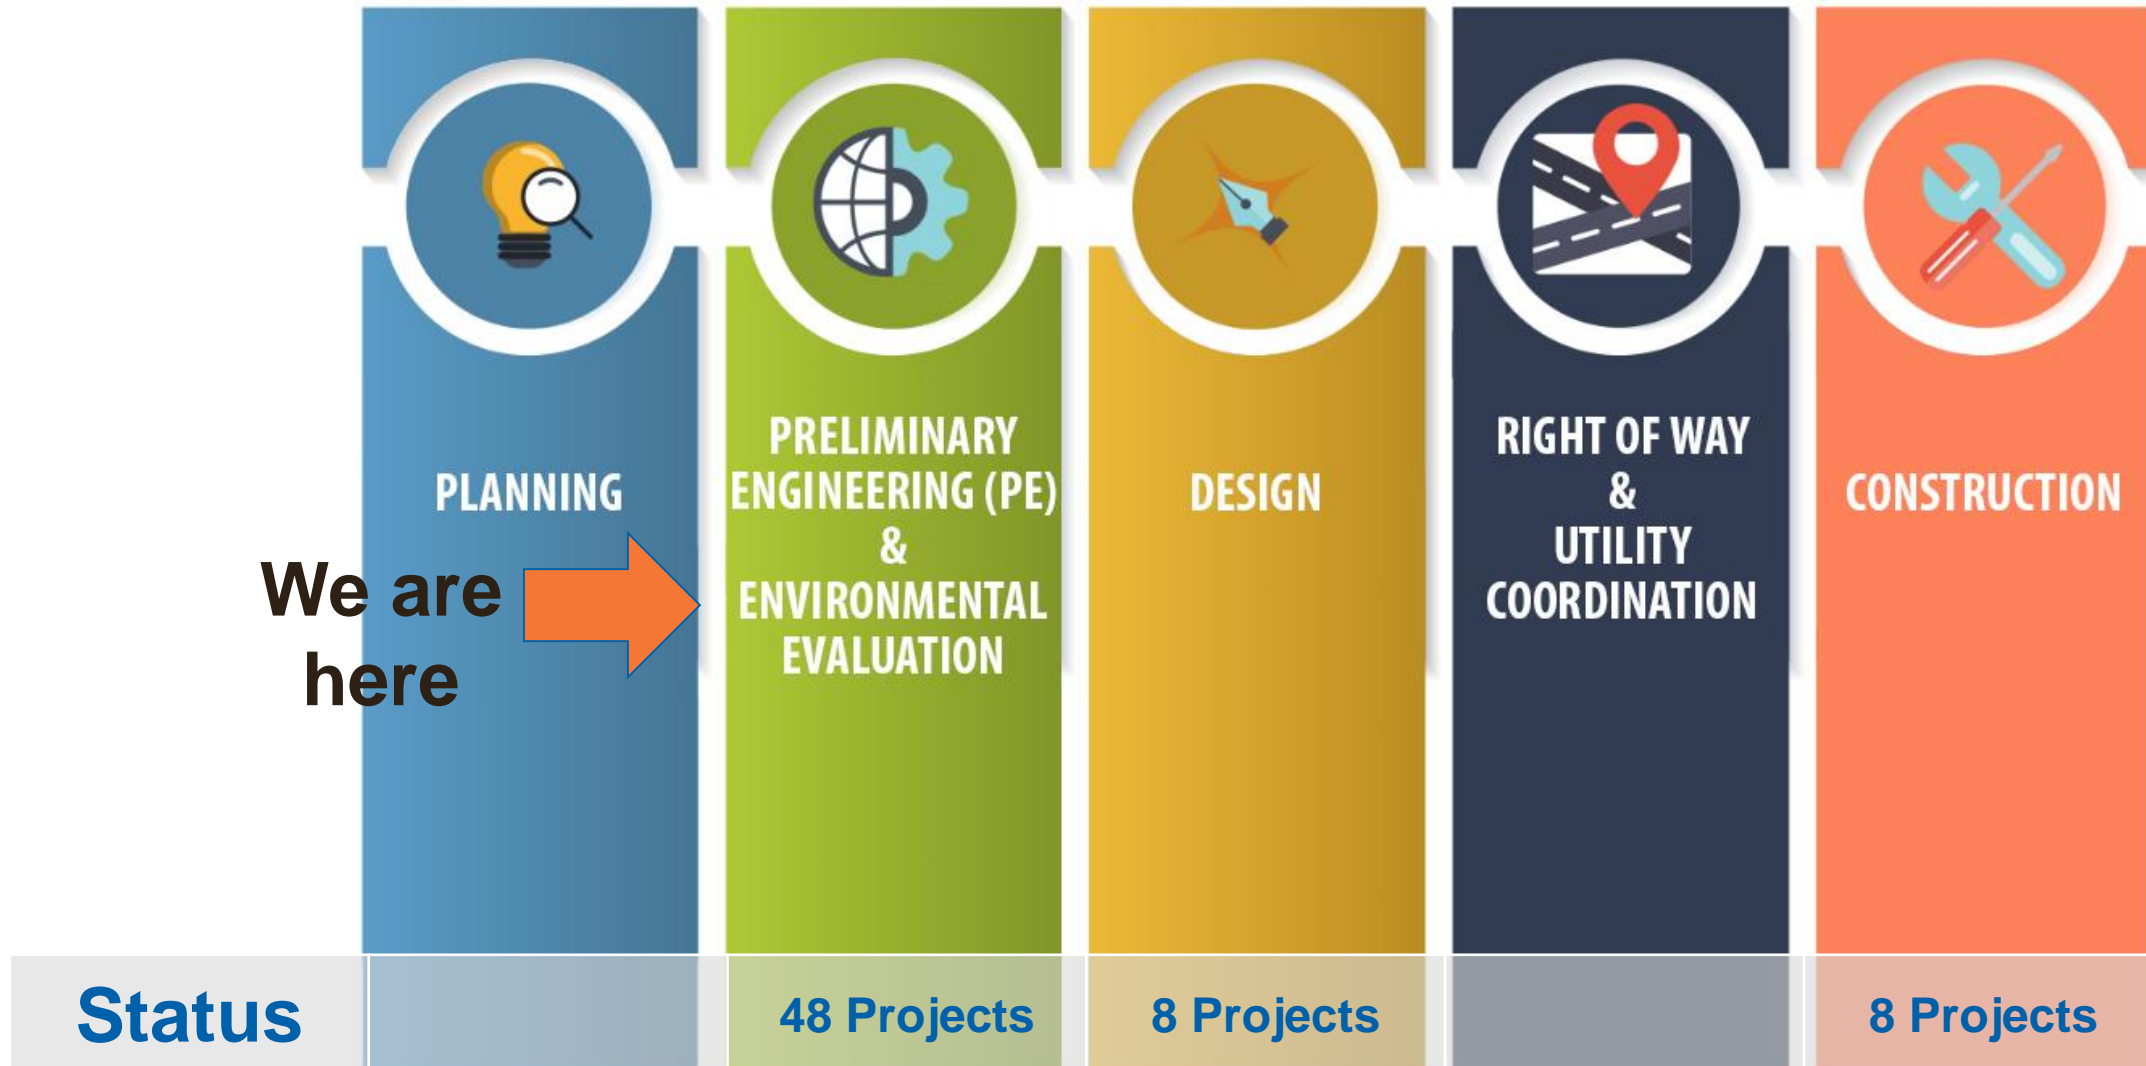 PLANNING
PRELIMINARY
ENGINEERING (PE)
&
ENVIRONMENTAL
EVALUATION
DESIGN
RIGHT OF WAY
&
UTILITY
COORDINATION
CONSTRUCTION
We are
here
Status
48 Projects
8 Projects
8 Projects